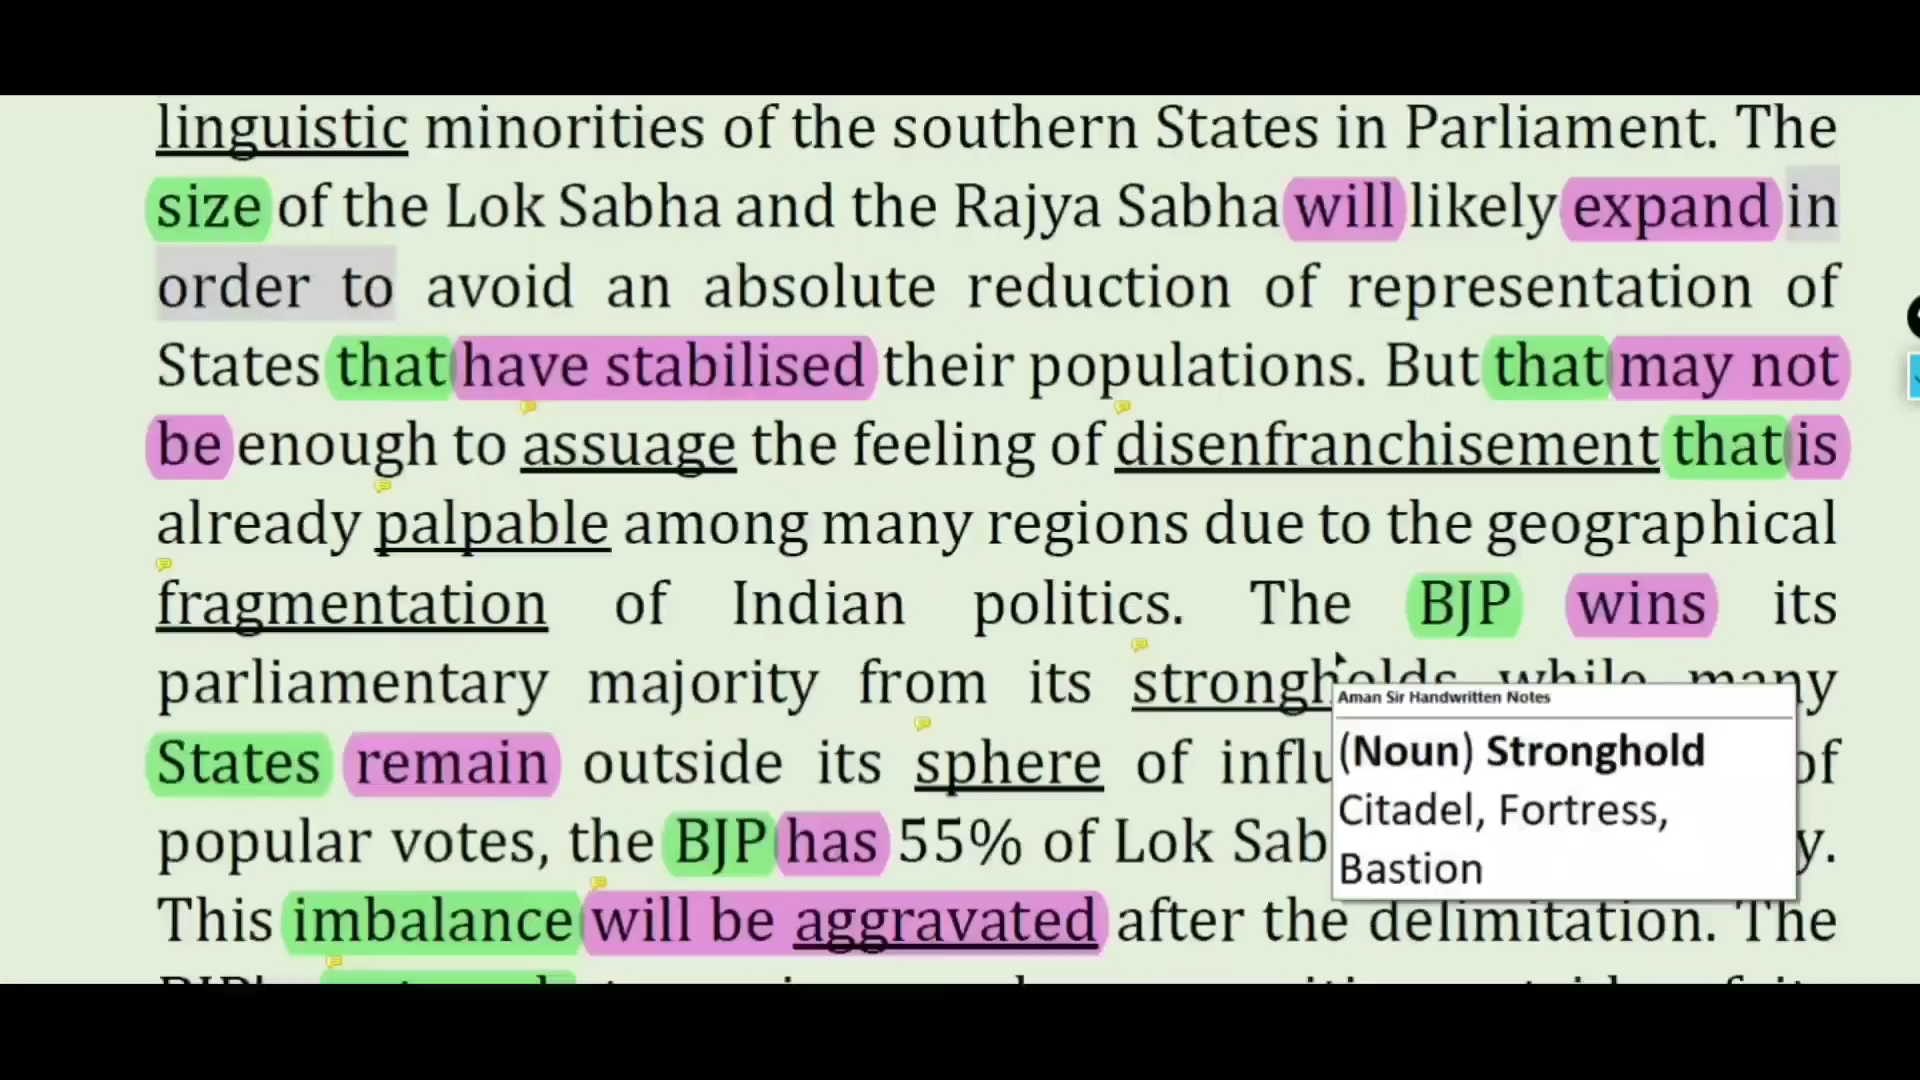 linguistic minorities of the southern States in Parliament. The
size of the Lok Sabha and the Rajya Sabha will likely expand in
order to avoid an absolute reduction of representation of
States that have stabilised their populations. But that may not
be enough to assuage the feeling of disenfranchisement that is
already palpable among many regions due to the geographical
fragmentation of Indian politics. The BJP wins its
parliamentary majority from its strongholds while many
Aman Sir Handwritten Notes
(Noun) Stronghold
Citadel, Fortress,
Bastion
States remain outside its sphere of of
popular votes, the BJP has 55% of Lok
This imbalance will be aggravated after the delimitation. The